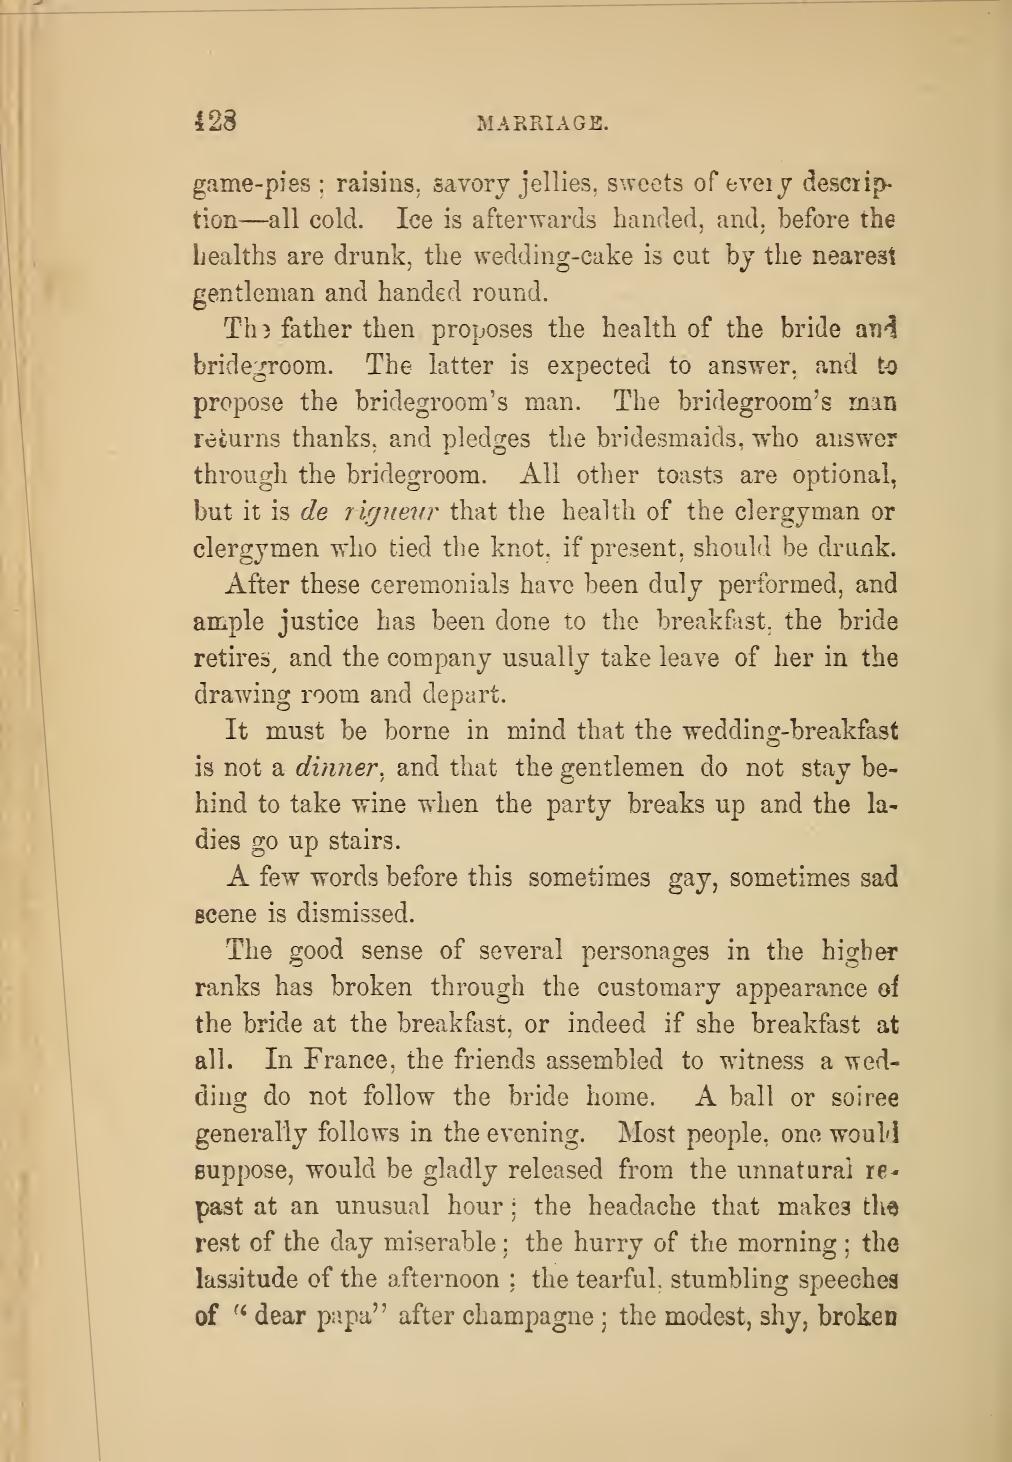 428 MARRIAGE.
game-pies ; raisins, savory jellies, sweets of every descrip-
tion—all cold. Ice is afterwards handed, and, before the
healths are drunk, the wedding-cake is cut by the nearest
gentleman and handed round.
The father then proposes the health of the bride and
bridegroom. The latter is expected to answer, and to
propose the bridegroom's man. The bridegroom's man
returns thanks, and pledges the bridesmaids, who answer
through the bridegroom. All other toasts are optional,
but it is de rigueur that the health of the clergyman or
clergymen who tied the knot, if present, should be drunk.
After these ceremonials have been duly performed, and
ample justice has been done to the breakfast, the bride
retires, and the company usually take leave of her in the
drawing room and depart.
It must be borne in mind that the wedding-breakfast
is not a dinner, and that the gentlemen do not stay be-
hind to take wine when the party breaks up and the la-
dies go up stairs.
A few words before this sometimes gay, sometimes sad
scene is dismissed.
The good sense of several personages in the higher
ranks has broken through the customary appearance of
the bride at the breakfast, or indeed if she breakfast at
all. In France, the friends assembled to witness a wed-
ding do not follow the bride home. A ball or soiree
generally follows in the evening. Most people, one would
suppose, would be gladly released from the unnatural re-
past at an unusual hour ; the headache that makes the
rest of the day miserable ; the hurry of the morning ; the
lassitude of the afternoon ; the tearful, stumbling speeches
of “ dear papa” after champagne ; the modest, shy, broken